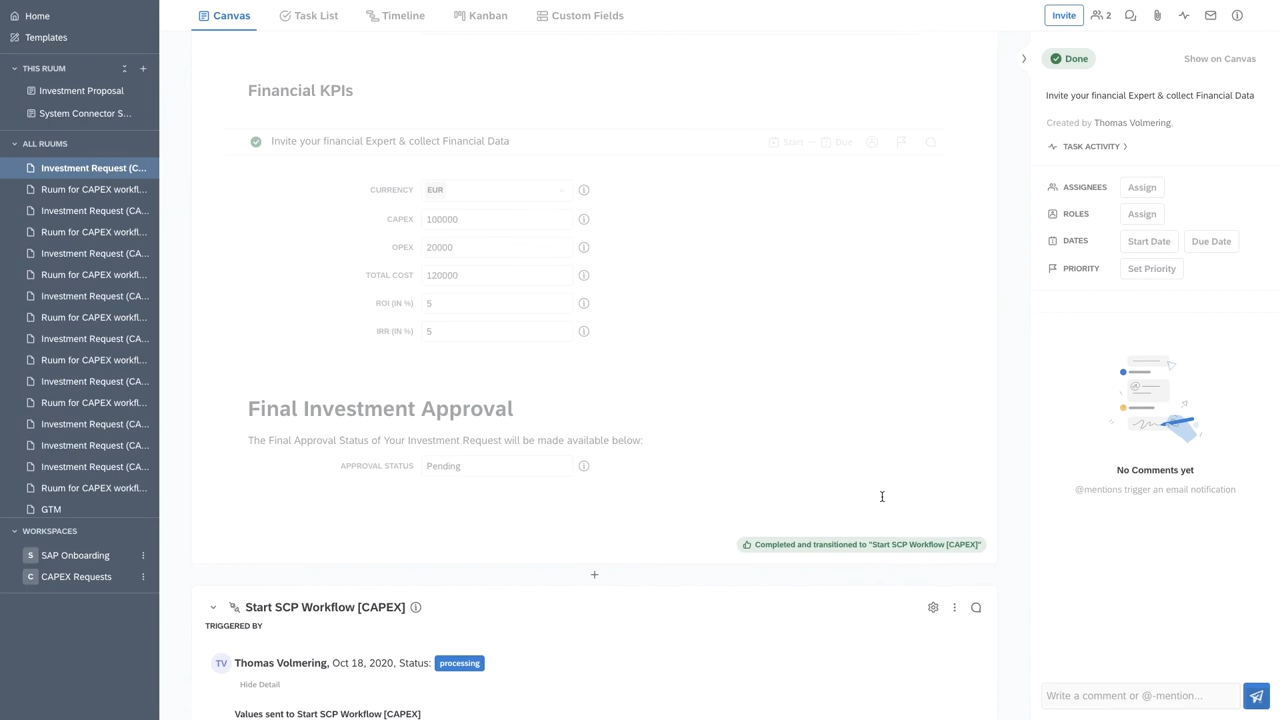 Home
Templates
THIS RUUM
Investment Proposal
System Connector S...
ALL RUUMS
Investment Request (C...
Ruum for CAPEX workfl...
Investment Request (CA...
Ruum for CAPEX workfl...
Investment Request (CA...
Ruum for CAPEX workfl...
Investment Request (CA...
Ruum for CAPEX workfl...
Investment Request (CA...
Ruum for CAPEX workfl...
Investment Request (CA...
Ruum for CAPEX workfl...
Investment Request (CA...
Investment Request (CA...
Investment Request (CA...
Ruum for CAPEX workfl...
GTM
WORKSPACES
S SAP Onboarding
C CAPEX Requests
Canvas Task List Timeline Kanban Custom Fields
Invite 2
Financial KPIs
Invite your financial Expert & collect Financial Data Start — Due
CURRENCY EUR
CAPEX 100000
OPEX 20000
TOTAL COST 120000
ROI (IN %) 5
IRR (IN %) 5
Final Investment Approval
The Final Approval Status of Your Investment Request will be made available below:
APPROVAL STATUS Pending
Completed and transitioned to "Start SCP Workflow [CAPEX]"
Start SCP Workflow [CAPEX]
TRIGGERED BY
TV Thomas Volmering, Oct 18, 2020, Status: processing
Hide Detail
Values sent to Start SCP Workflow [CAPEX]
Done Show on Canvas
Invite your financial Expert & collect Financial Data
Created by Thomas Volmering.
TASK ACTIVITY
ASSIGNEES Assign
ROLES Assign
DATES Start Date Due Date
PRIORITY Set Priority
No Comments yet
@mentions trigger an email notification
Write a comment or @-mention...